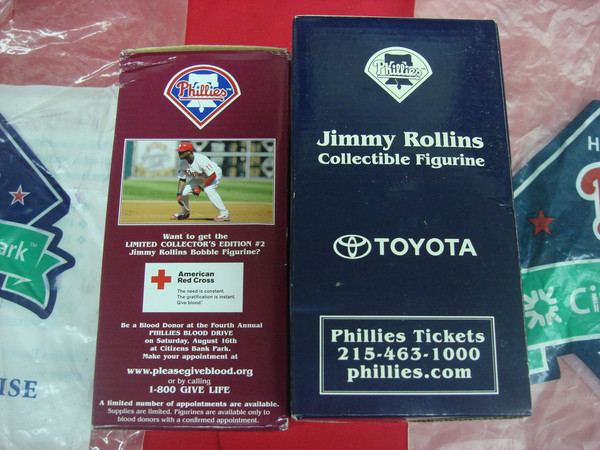 Phillies
Want to get the
LIMITED COLLECTOR'S EDITION #2
Jimmy Rollins Bobble Figurine?
American
Red Cross
The need is constant.
The gratification is instant.
Give blood.
Be a Blood Donor at the Fourth Annual
PHILLIES BLOOD DRIVE
on Saturday, August 16th
at Citizens Bank Park.
Make your appointment at
www.pleasegiveblood.org
or by calling
1-800 GIVE LIFE
A limited number of appointments are available.
Supplies are limited. Figurines are available only to
blood donors with a confirmed appointment.
Phillies
Jimmy Rollins
Collectible Figurine
TOYOTA
Phillies Tickets
215-463-1000
phillies.com
ark™
ISE
H
Ci